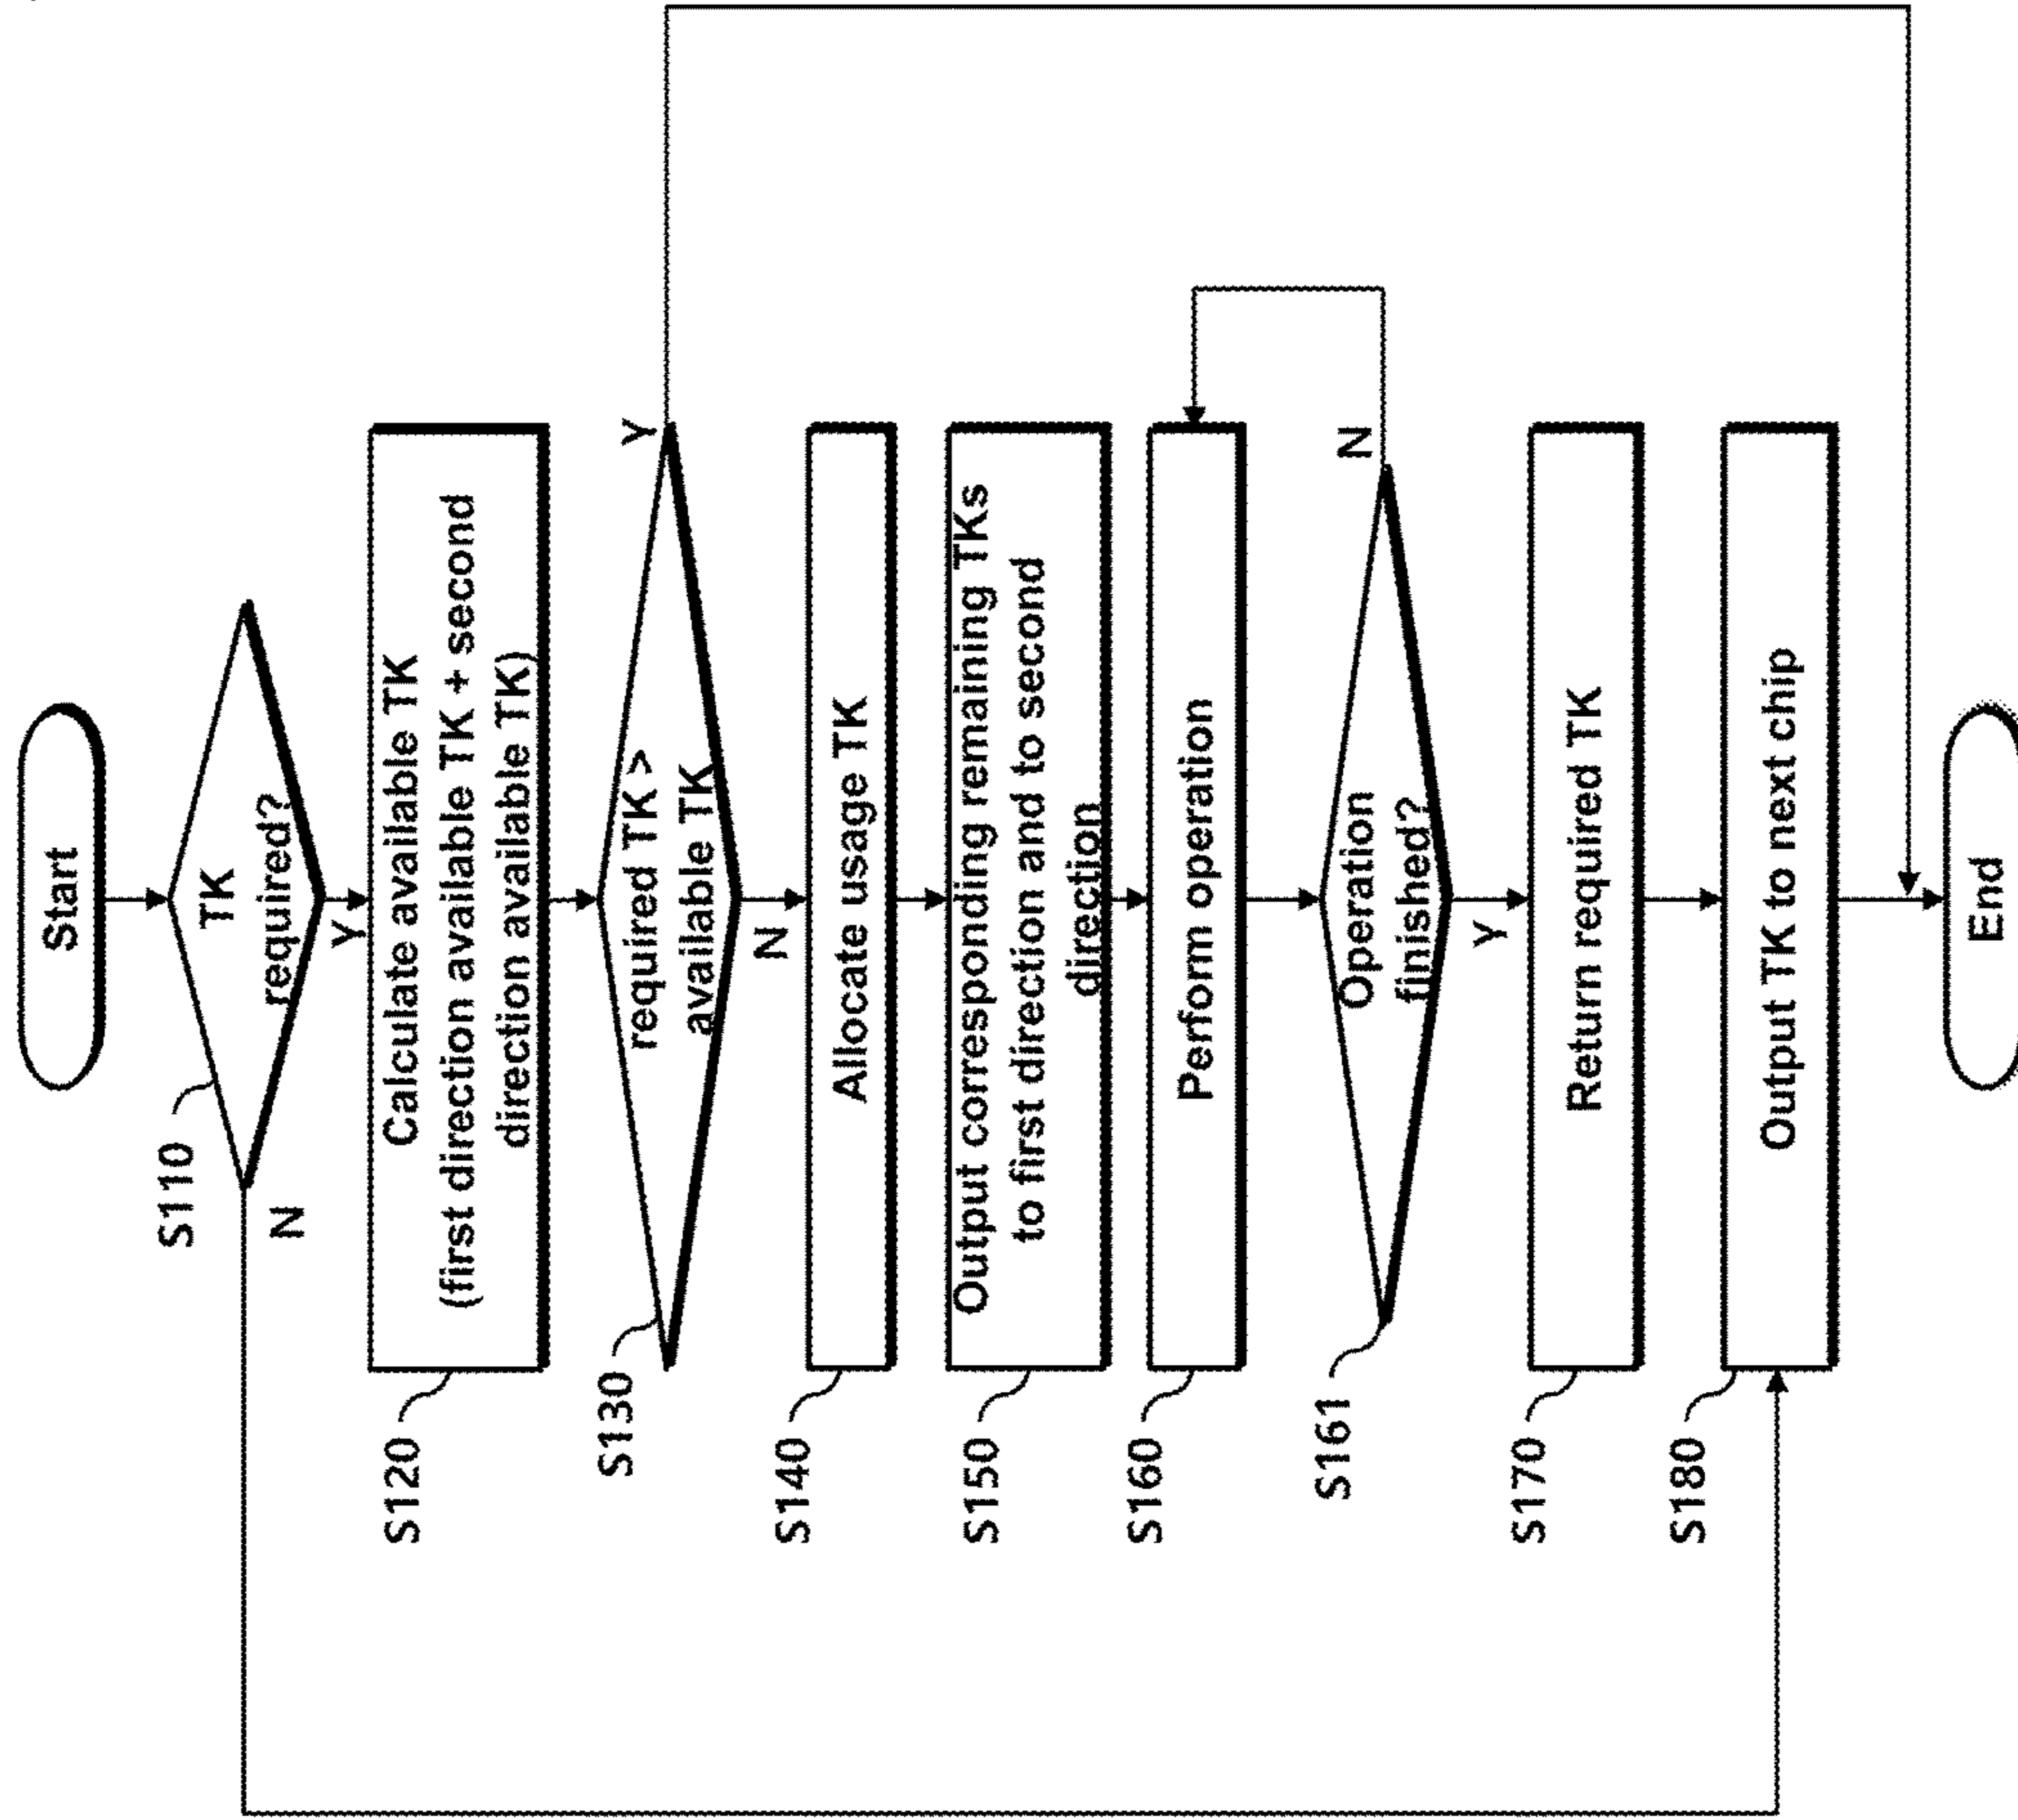 Start
S110
TK
required?
N
Y
S120
Calculate available TK
(first direction available TK + second
direction available TK)
S130
required TK >
available TK
Y
N
S140
Allocate usage TK
S150
Output corresponding remaining TKs
to first direction and to second
direction
S160
Perform operation
S161
Operation
finished?
N
Y
S170
Return required TK
S180
Output TK to next chip
End